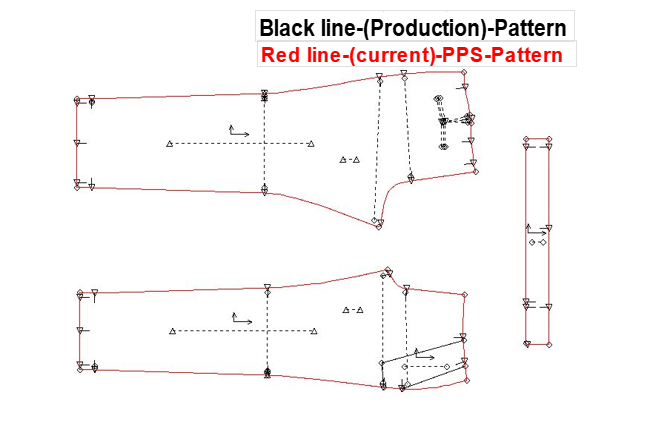 Black line-(Production)-Pattern
Red line-(current)-PPS-Pattern